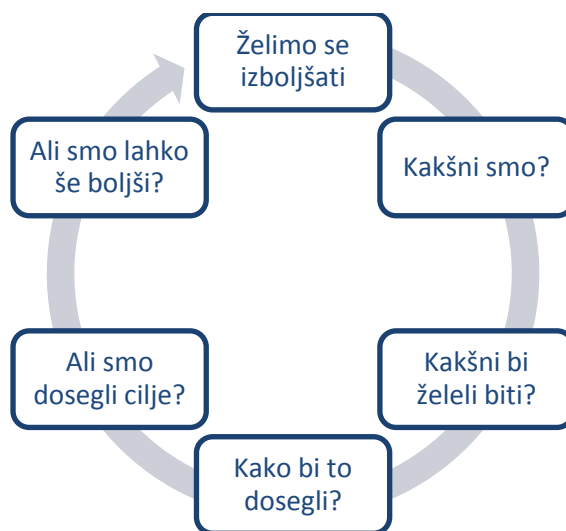 Želimo se
izboljšati
Kakšni smo?
Kakšni bi
želeli biti?
Kako bi to
dosegli?
Ali smo
dosegli cilje?
Ali smo lahko
še boljši?